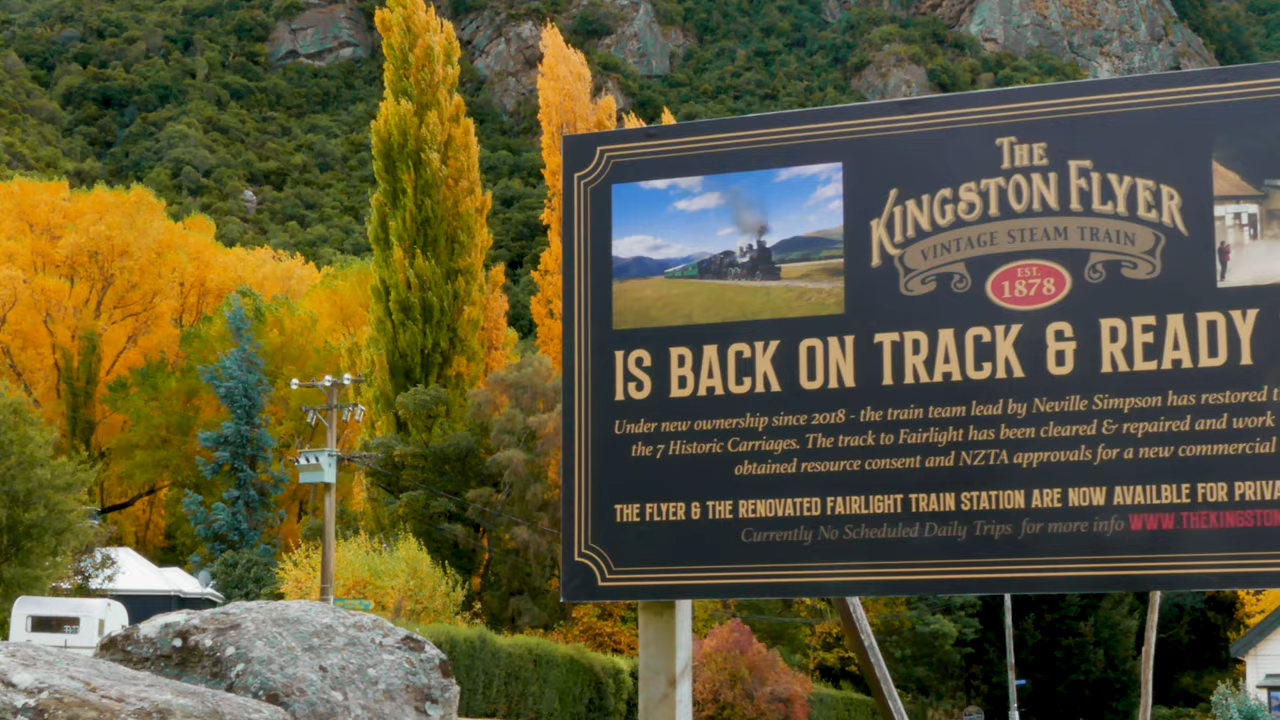 THE
KINGSTON FLYER
VINTAGE STEAM TRAIN
EST.
1878
IS BACK ON TRACK & READY
Under new ownership since 2018 - the train team lead by Neville Simpson has restored
the 7 Historic Carriages. The track to Fairlight has been cleared & repaired and work
obtained resource consent and NZTA approvals for a new commercial
THE FLYER & THE RENOVATED FAIRLIGHT TRAIN STATION ARE NOW AVAILBLE FOR PRIVA
Currently No Scheduled Daily Trips for more info WWW.THEKINGSTON